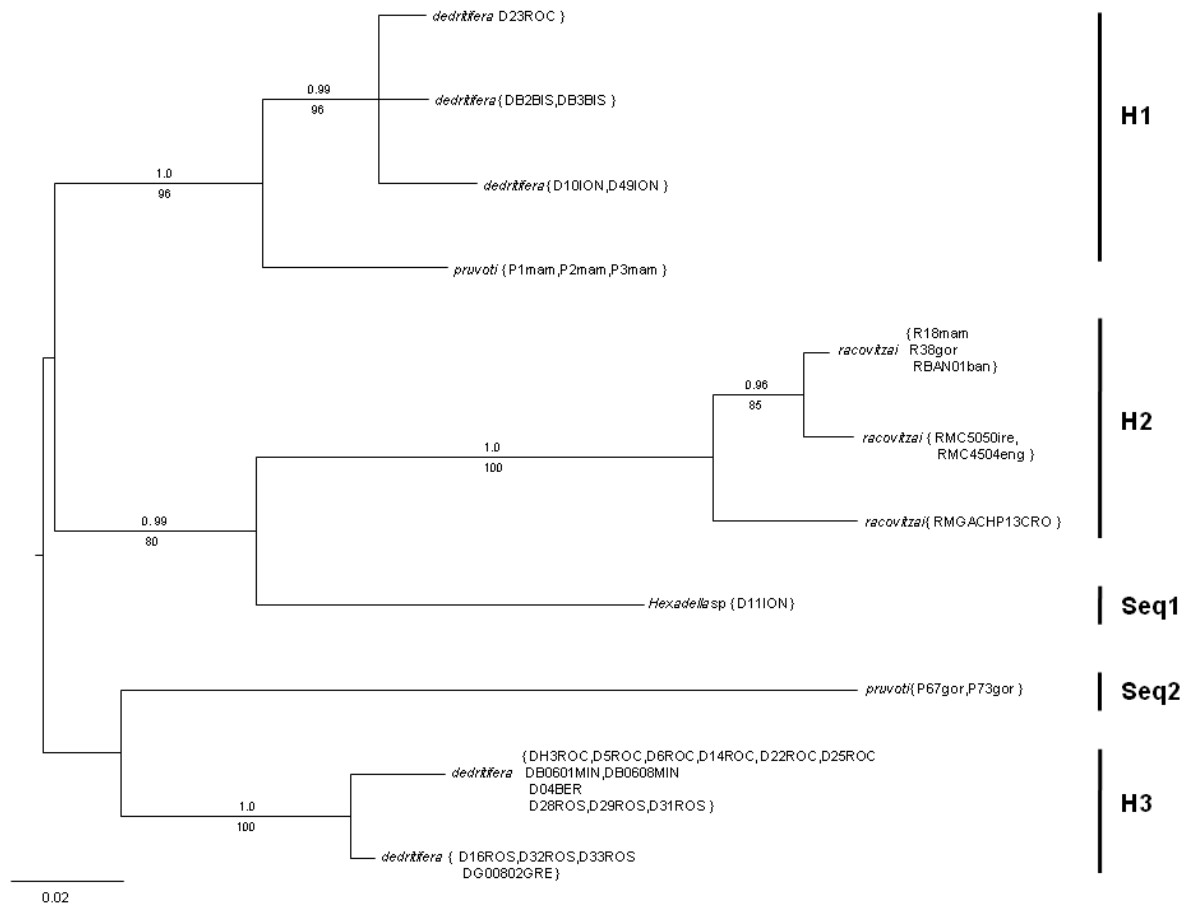 dedritifera D23ROC }
0.99
96
dedritifera {DB2BIS,DB3BIS }
H1
1.0
96
dedritifera {D10ION,D49ION }
pruvoti {P1mam,P2mam,P3mam }
{R18mam
racovitzai R38gor
RBAN01ban}
0.96
85
H2
racovitzai { RMC5050ire,
RMC4504eng }
1.0
100
racovitzai{ RMGACHP13CRO }
0.99
80
Hexadellasp {D11ION}
Seq1
pruvoti{P67gor,P73gor }
Seq2
{DH3ROC,D5ROC,D6ROC,D14ROC,D22ROC,D25ROC
dedritifera DB0601MIN,DB0608MIN
D04BER
D28ROS,D29ROS,D31ROS }
H3
1.0
100
dedritifera { D16ROS,D32ROS,D33ROS
DG00802GRE}
0.02